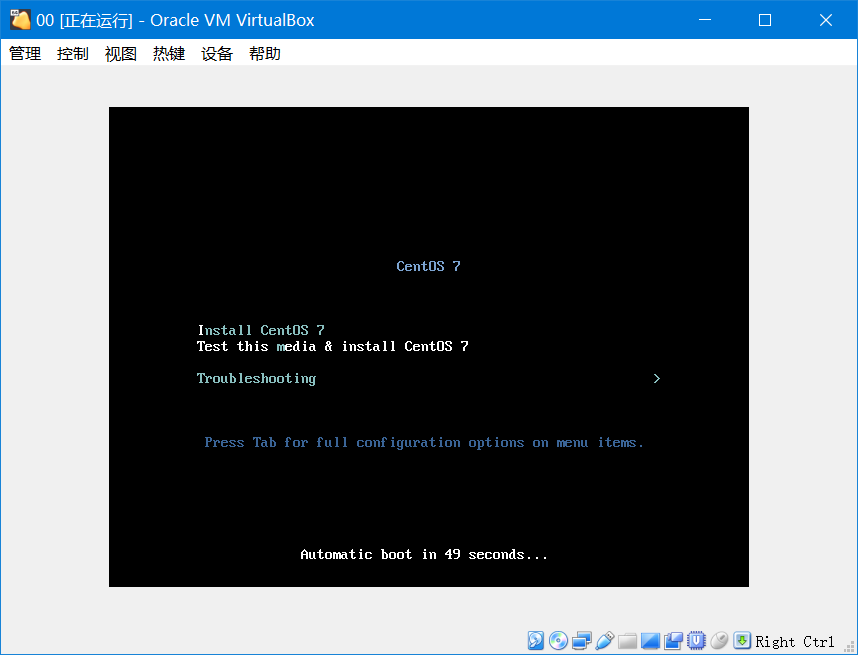 00 [正在运行] - Oracle VM VirtualBox
管理 控制 视图 热键 设备 帮助
CentOS 7
Install CentOS 7
Test this media & install CentOS 7
Troubleshooting >
Press Tab for full configuration options on menu items.
Automatic boot in 49 seconds...
Right Ctrl